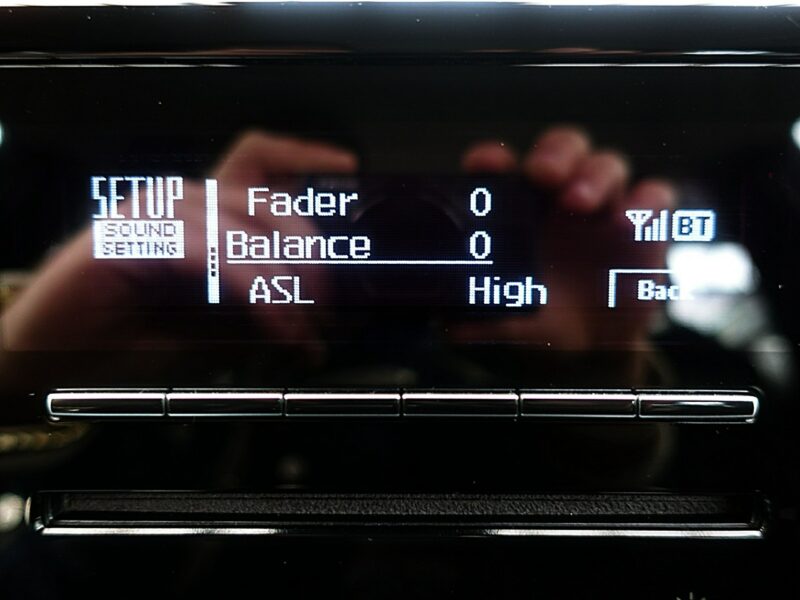 SETUP
SOUND
SETTING
Fader 0
Balance 0
ASL High
BT
Back